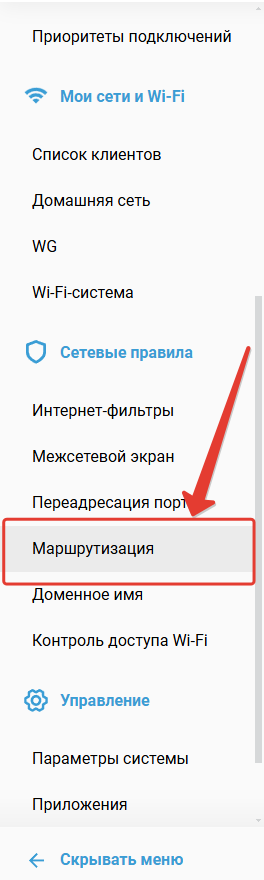 Приоритеты подключений
Мои сети и Wi-Fi
Список клиентов
Домашняя сеть
WG
Wi-Fi-система
Сетевые правила
Интернет-фильтры
Межсетевой экран
Переадресация порт
Маршрутизация
Доменное имя
Контроль доступа Wi-Fi
Управление
Параметры системы
Приложения
Скрывать меню